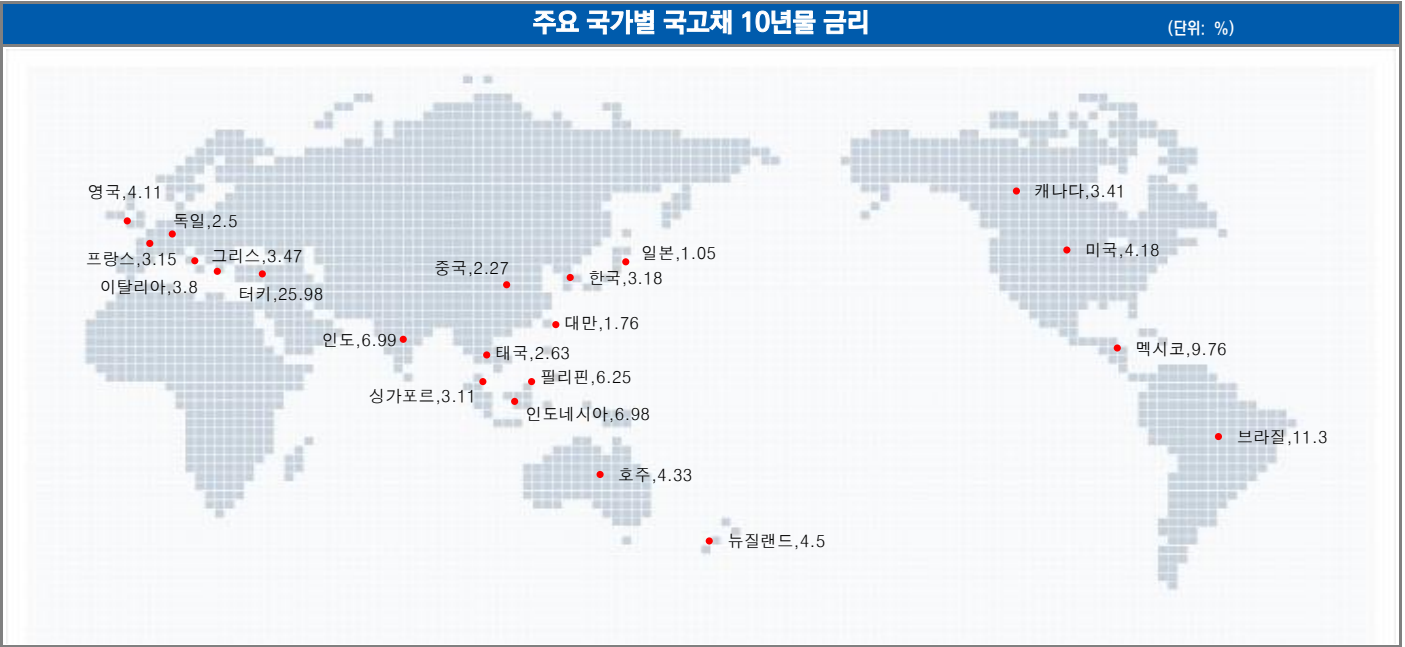 주요 국가별 국고채 10년물 금리
(단위: %)
영국,4.11
캐나다,3.41
독일,2.5
프랑스,3.15
그리스,3.47
일본,1.05
미국,4.18
중국,2.27
한국,3.18
이탈리아,3.8
터키,25.98
대만,1.76
인도,6.99
태국,2.63
멕시코,9.76
필리핀,6.25
싱가포르,3.11
인도네시아,6.98
브라질,11.3
호주,4.33
뉴질랜드,4.5